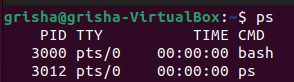 grisha@grisha-VirtualBox:~$ ps
    PID TTY          TIME CMD
   3000 pts/0    00:00:00 bash
   3012 pts/0    00:00:00 ps